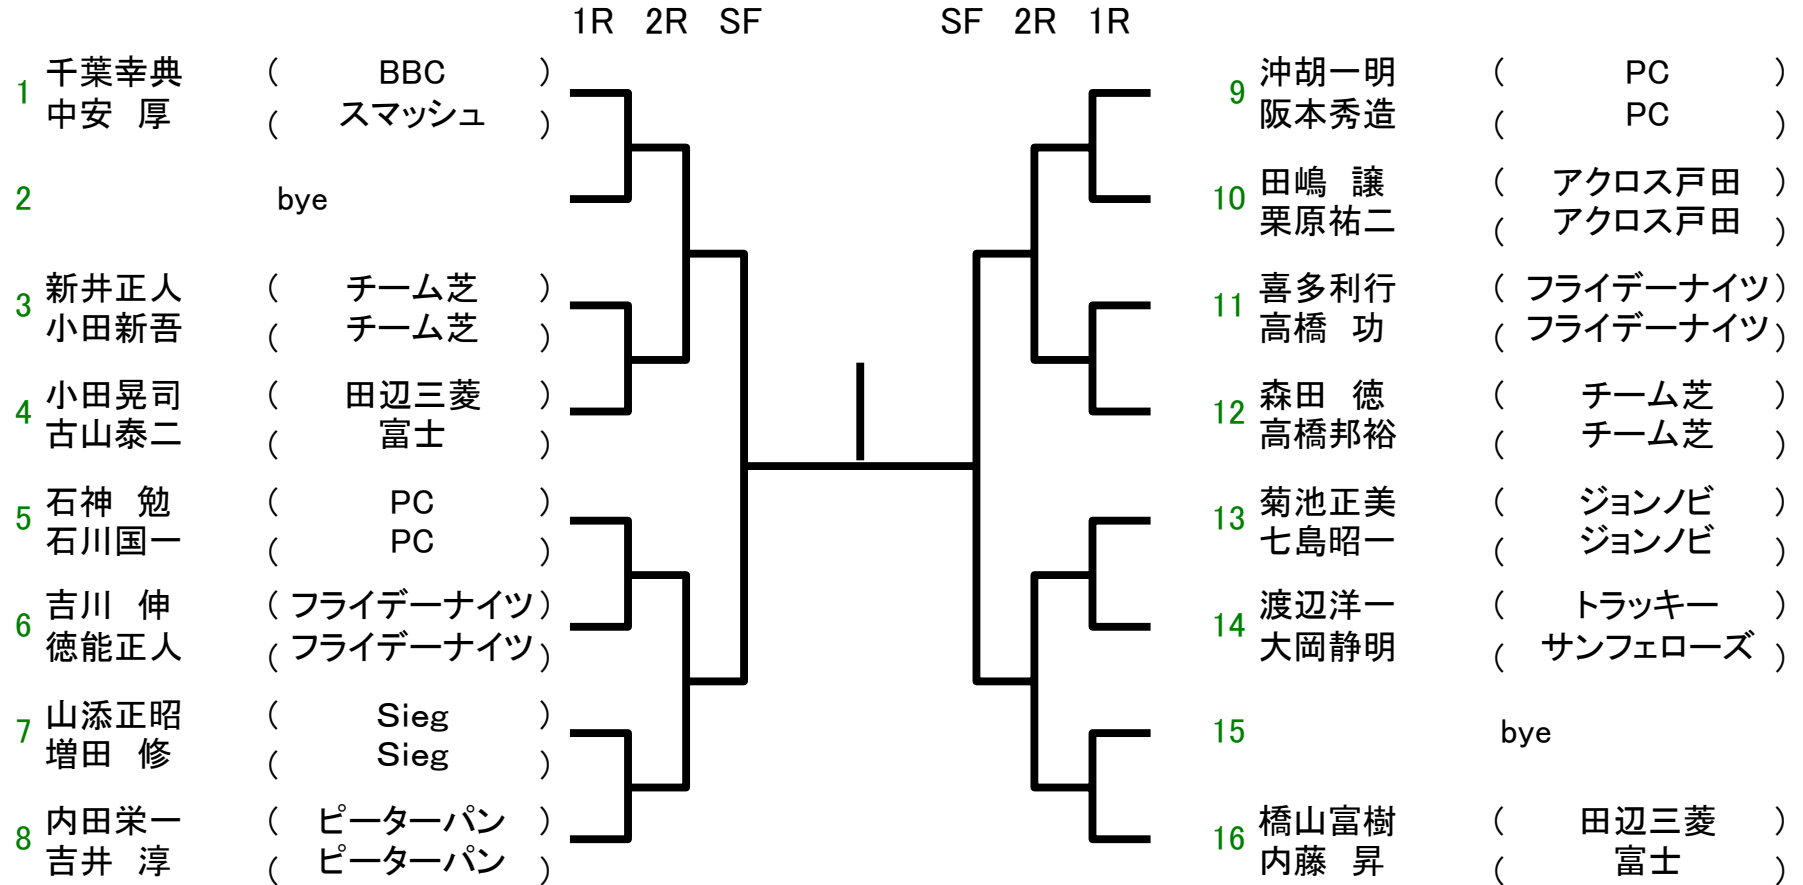 1R 2R SF SF 2R 1R
1 千葉幸典 ( BBC )
中安 厚 ( スマッシュ )
2 bye
3 新井正人 ( チーム芝 )
小田新吾 ( チーム芝 )
4 小田晃司 ( 田辺三菱 )
古山泰二 ( 富士 )
5 石神 勉 ( PC )
石川国一 ( PC )
6 吉川 伸 ( フライデーナイツ )
徳能正人 ( フライデーナイツ )
7 山添正昭 ( Sieg )
増田 修 ( Sieg )
8 内田栄一 ( ピーターパン )
吉井 淳 ( ピーターパン )
9 沖胡一明 ( PC )
阪本秀造 ( PC )
10 田嶋 譲 ( アクロス戸田 )
栗原祐二 ( アクロス戸田 )
11 喜多利行 ( フライデーナイツ )
高橋 功 ( フライデーナイツ )
12 森田 徳 ( チーム芝 )
高橋邦裕 ( チーム芝 )
13 菊池正美 ( ジョンノビ )
七島昭一 ( ジョンノビ )
14 渡辺洋一 ( トラッキー )
大岡静明 ( サンフェローズ )
15 bye
16 橋山富樹 ( 田辺三菱 )
内藤 昇 ( 富士 )